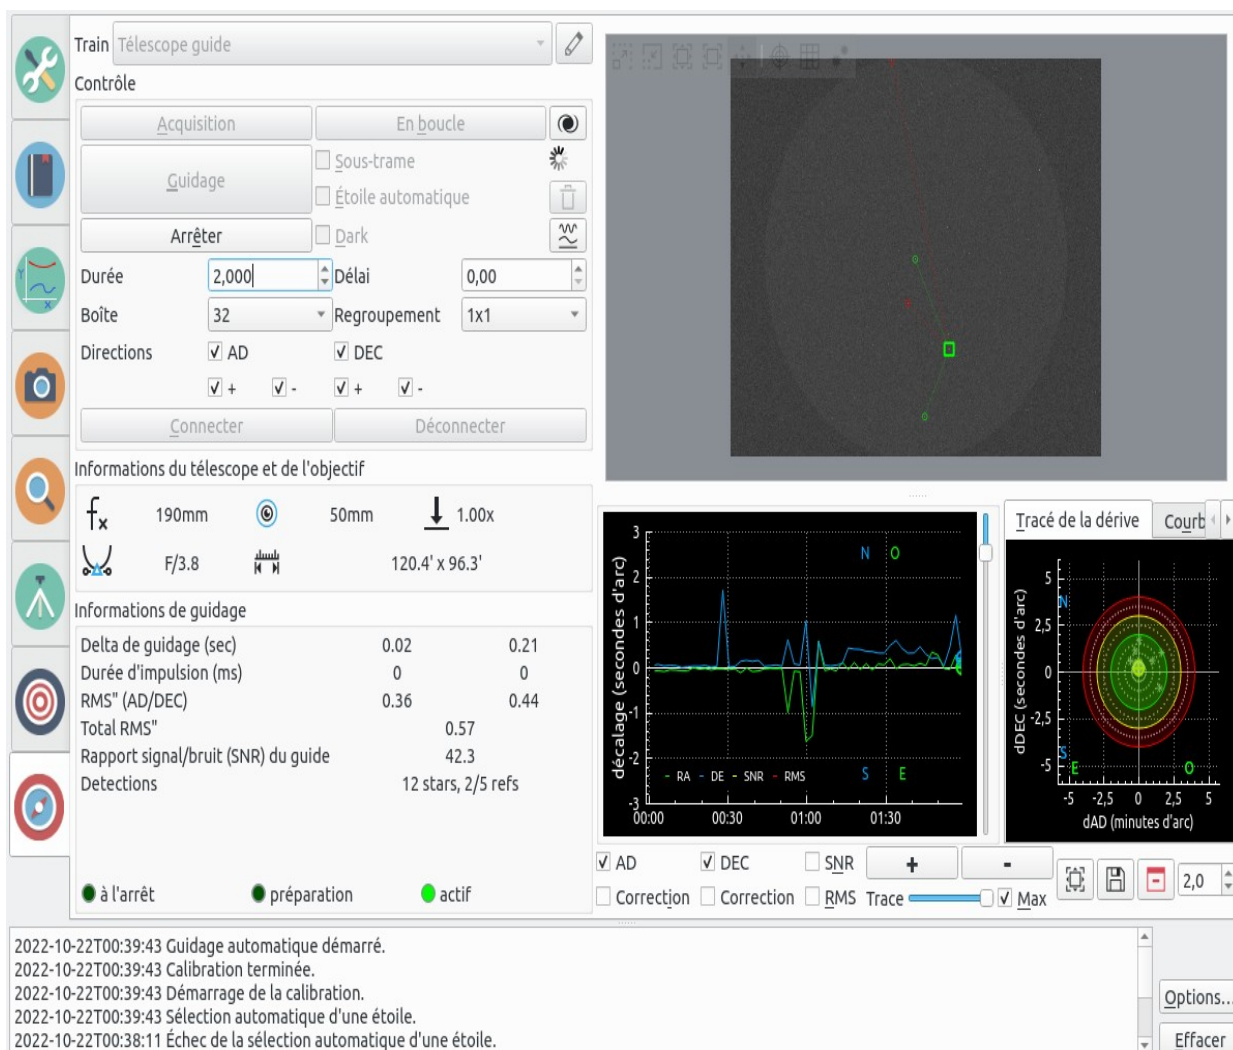 Train Télescope guide
Contrôle
Acquisition En boucle
Guidage
Sous-trame
Étoile automatique
Arrêter Dark
Durée 2,000 Délai 0,00
Boîte 32 Regroupement 1x1
Directions AD DEC
+ - + -
Connecter Déconnecter
Informations du télescope et de l'objectif
fx 190mm 50mm 1.00x
F/3.8 120.4' x 96.3'
Informations de guidage
Delta de guidage (sec) 0.02 0.21
Durée d'impulsion (ms) 0 0
RMS" (AD/DEC) 0.36 0.44
Total RMS" 0.57
Rapport signal/bruit (SNR) du guide 42.3
Detections 12 stars, 2/5 refs
à l'arrêt préparation actif
décalage (secondes d'arc)
3
2
1
0
-1
-2
-3
N O
S E
RA DE SNR RMS
00:00 00:30 01:00 01:30
Tracé de la dérive Courb
dDEC (secondes d'arc)
5
2,5
0
-2,5
-5
N
S
E O
-5 -2,5 0 2,5 5
dAD (minutes d'arc)
AD DEC SNR + -
Correction Correction RMS Trace Max 2,0
2022-10-22T00:39:43 Guidage automatique démarré.
2022-10-22T00:39:43 Calibration terminée.
2022-10-22T00:39:43 Démarrage de la calibration.
2022-10-22T00:39:43 Sélection automatique d'une étoile.
2022-10-22T00:38:11 Échec de la sélection automatique d'une étoile.
Options...
Effacer